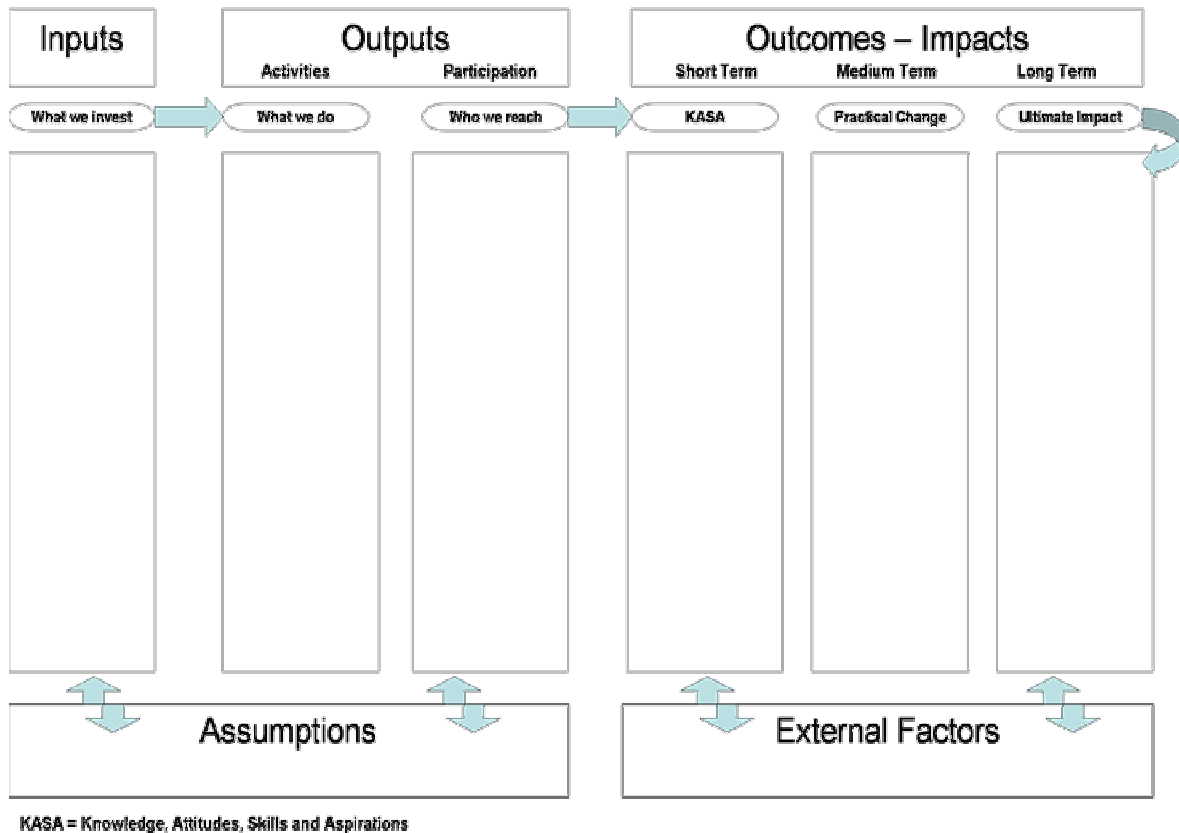 Inputs
Outputs
Outcomes – Impacts
Activities
Participation
Short Term
Medium Term
Long Term
What we invest
What we do
Who we reach
KASA
Practical Change
Ultimate Impact
Assumptions
External Factors
KASA = Knowledge, Attitudes, Skills and Aspirations